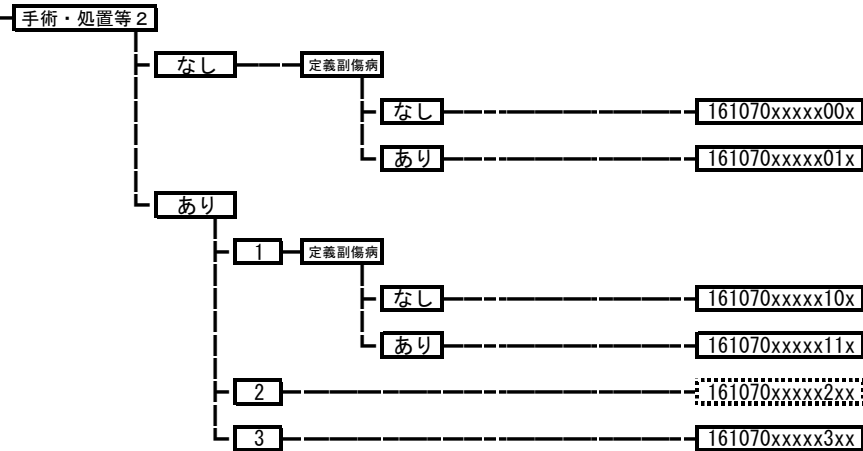 手術・処置等２
なし 定義副傷病
なし 161070xxxxx00x
あり 161070xxxxx01x
あり
1 定義副傷病
なし 161070xxxxx10x
あり 161070xxxxx11x
2 161070xxxxx2xx
3 161070xxxxx3xx